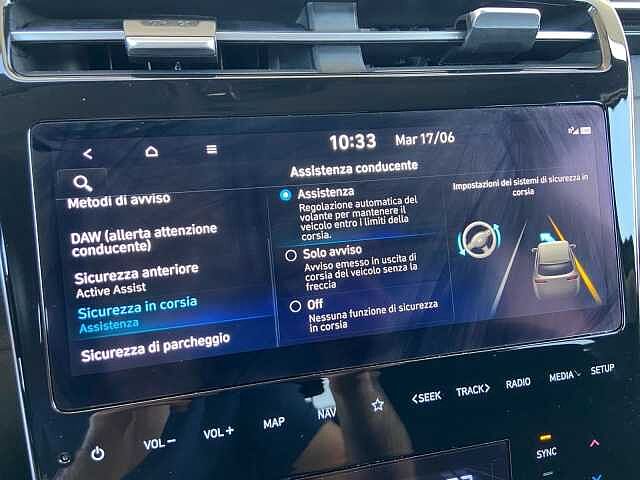 10:33 Mar 17/06
Assistenza conducente
Metodi di avviso
DAW (allerta attenzione
conducente)
Sicurezza anteriore
Active Assist
Sicurezza in corsia
Assistenza
Sicurezza di parcheggio
Assistenza
Regolazione automatica del
volante per mantenere il
veicolo entro i limiti della
corsia.
Solo avviso
Avviso emesso in uscita di
corsia del veicolo senza la
freccia
Off
Nessuna funzione di sicurezza
in corsia
Impostazioni dei sistemi di sicurezza in
corsia
VOL− VOL+ MAP NAV <SEEK TRACK> RADIO MEDIA SETUP
SYNC